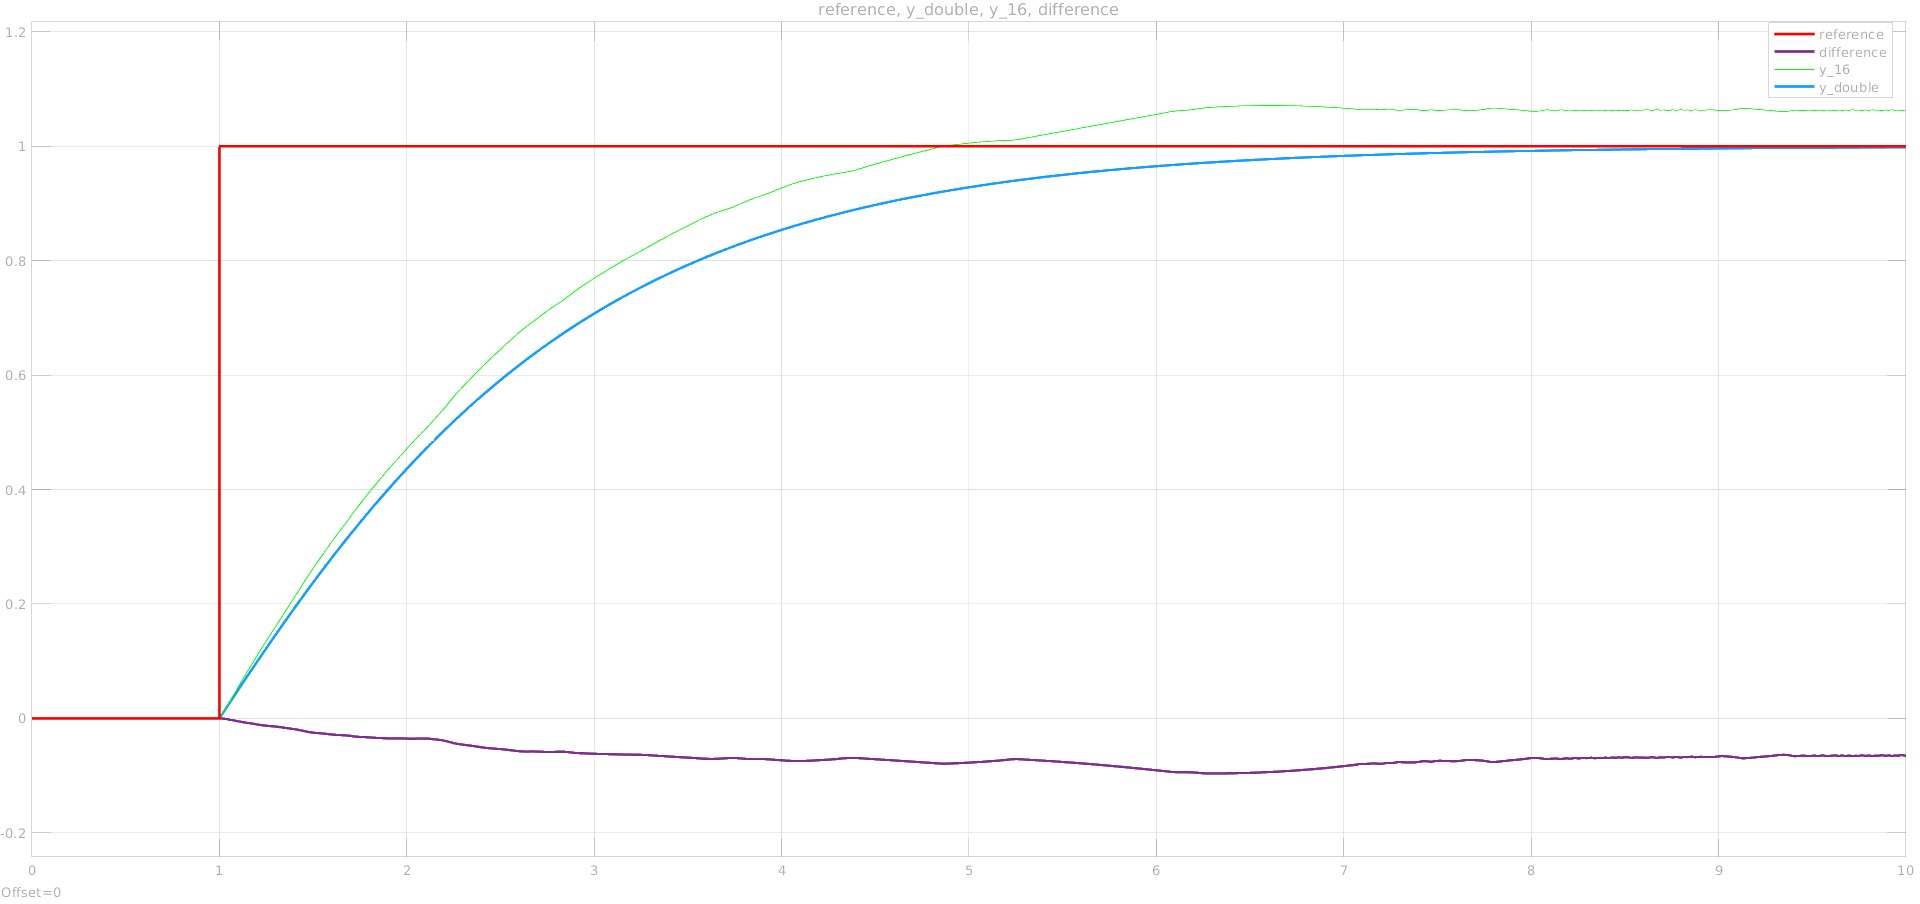 reference, y_double, y_16, difference
1.2
reference
difference
y_16
y_double
1
0.8
0.6
0.4
0.2
0
-0.2
0 1 2 3 4 5 6 7 8 9 10
Offset=0